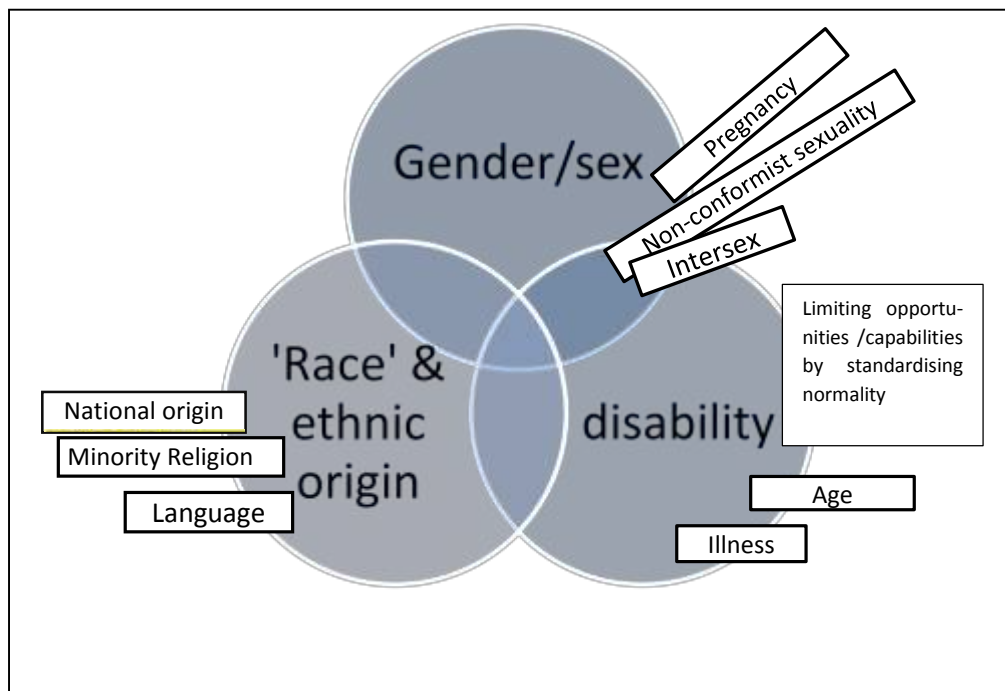 Pregnancy
Non-conformist sexuality
Intersex
Gender/sex
Limiting opportu-
nities /capabilities
by standardising
normality
'Race' &
ethnic
origin
disability
National origin
Minority Religion
Language
Age
Illness